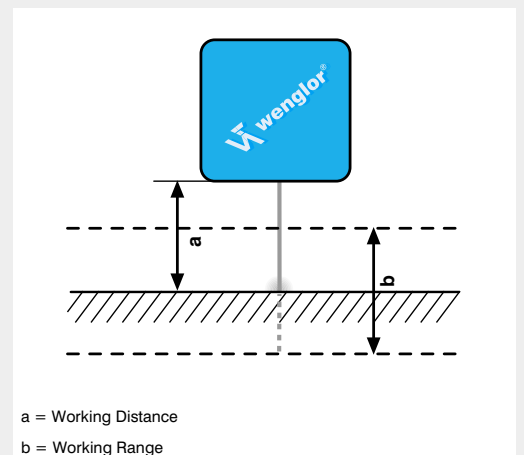 wenglor®
a
b
a = Working Distance
b = Working Range